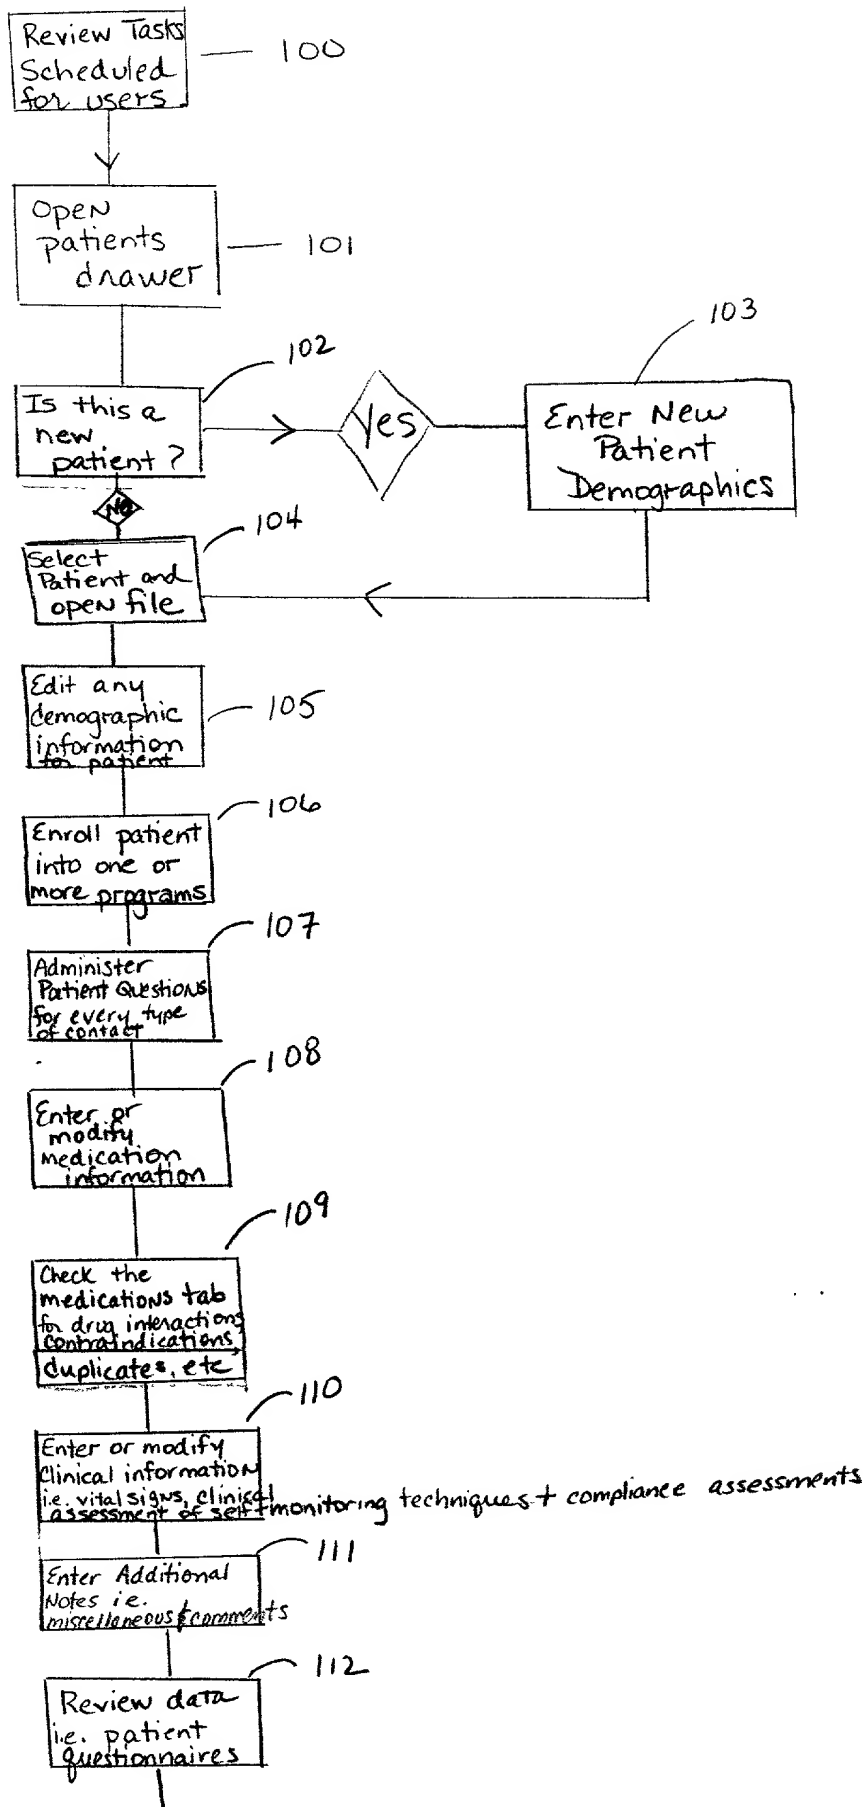 Review Tasks
Scheduled
for users
100
Open
patients
drawer
101
102
Is this a
new
patient?
Yes
103
Enter New
Patient
Demographics
No
104
Select
Patient and
open file
Edit any
demographic
information
for patient
105
106
Enroll patient
into one or
more programs
107
Administer
Patient Questions
for every type
of contact
108
Enter or
modify
medication
information
109
Check the
medications tab
for drug interactions,
contraindications,
duplicates, etc
110
Enter or modify
Clinical information
i.e. vital signs, clinical
assessment of self-monitoring techniques + compliance assessments
111
Enter Additional
Notes i.e.
miscellaneous & comments
112
Review data
i.e. patient
questionnaires